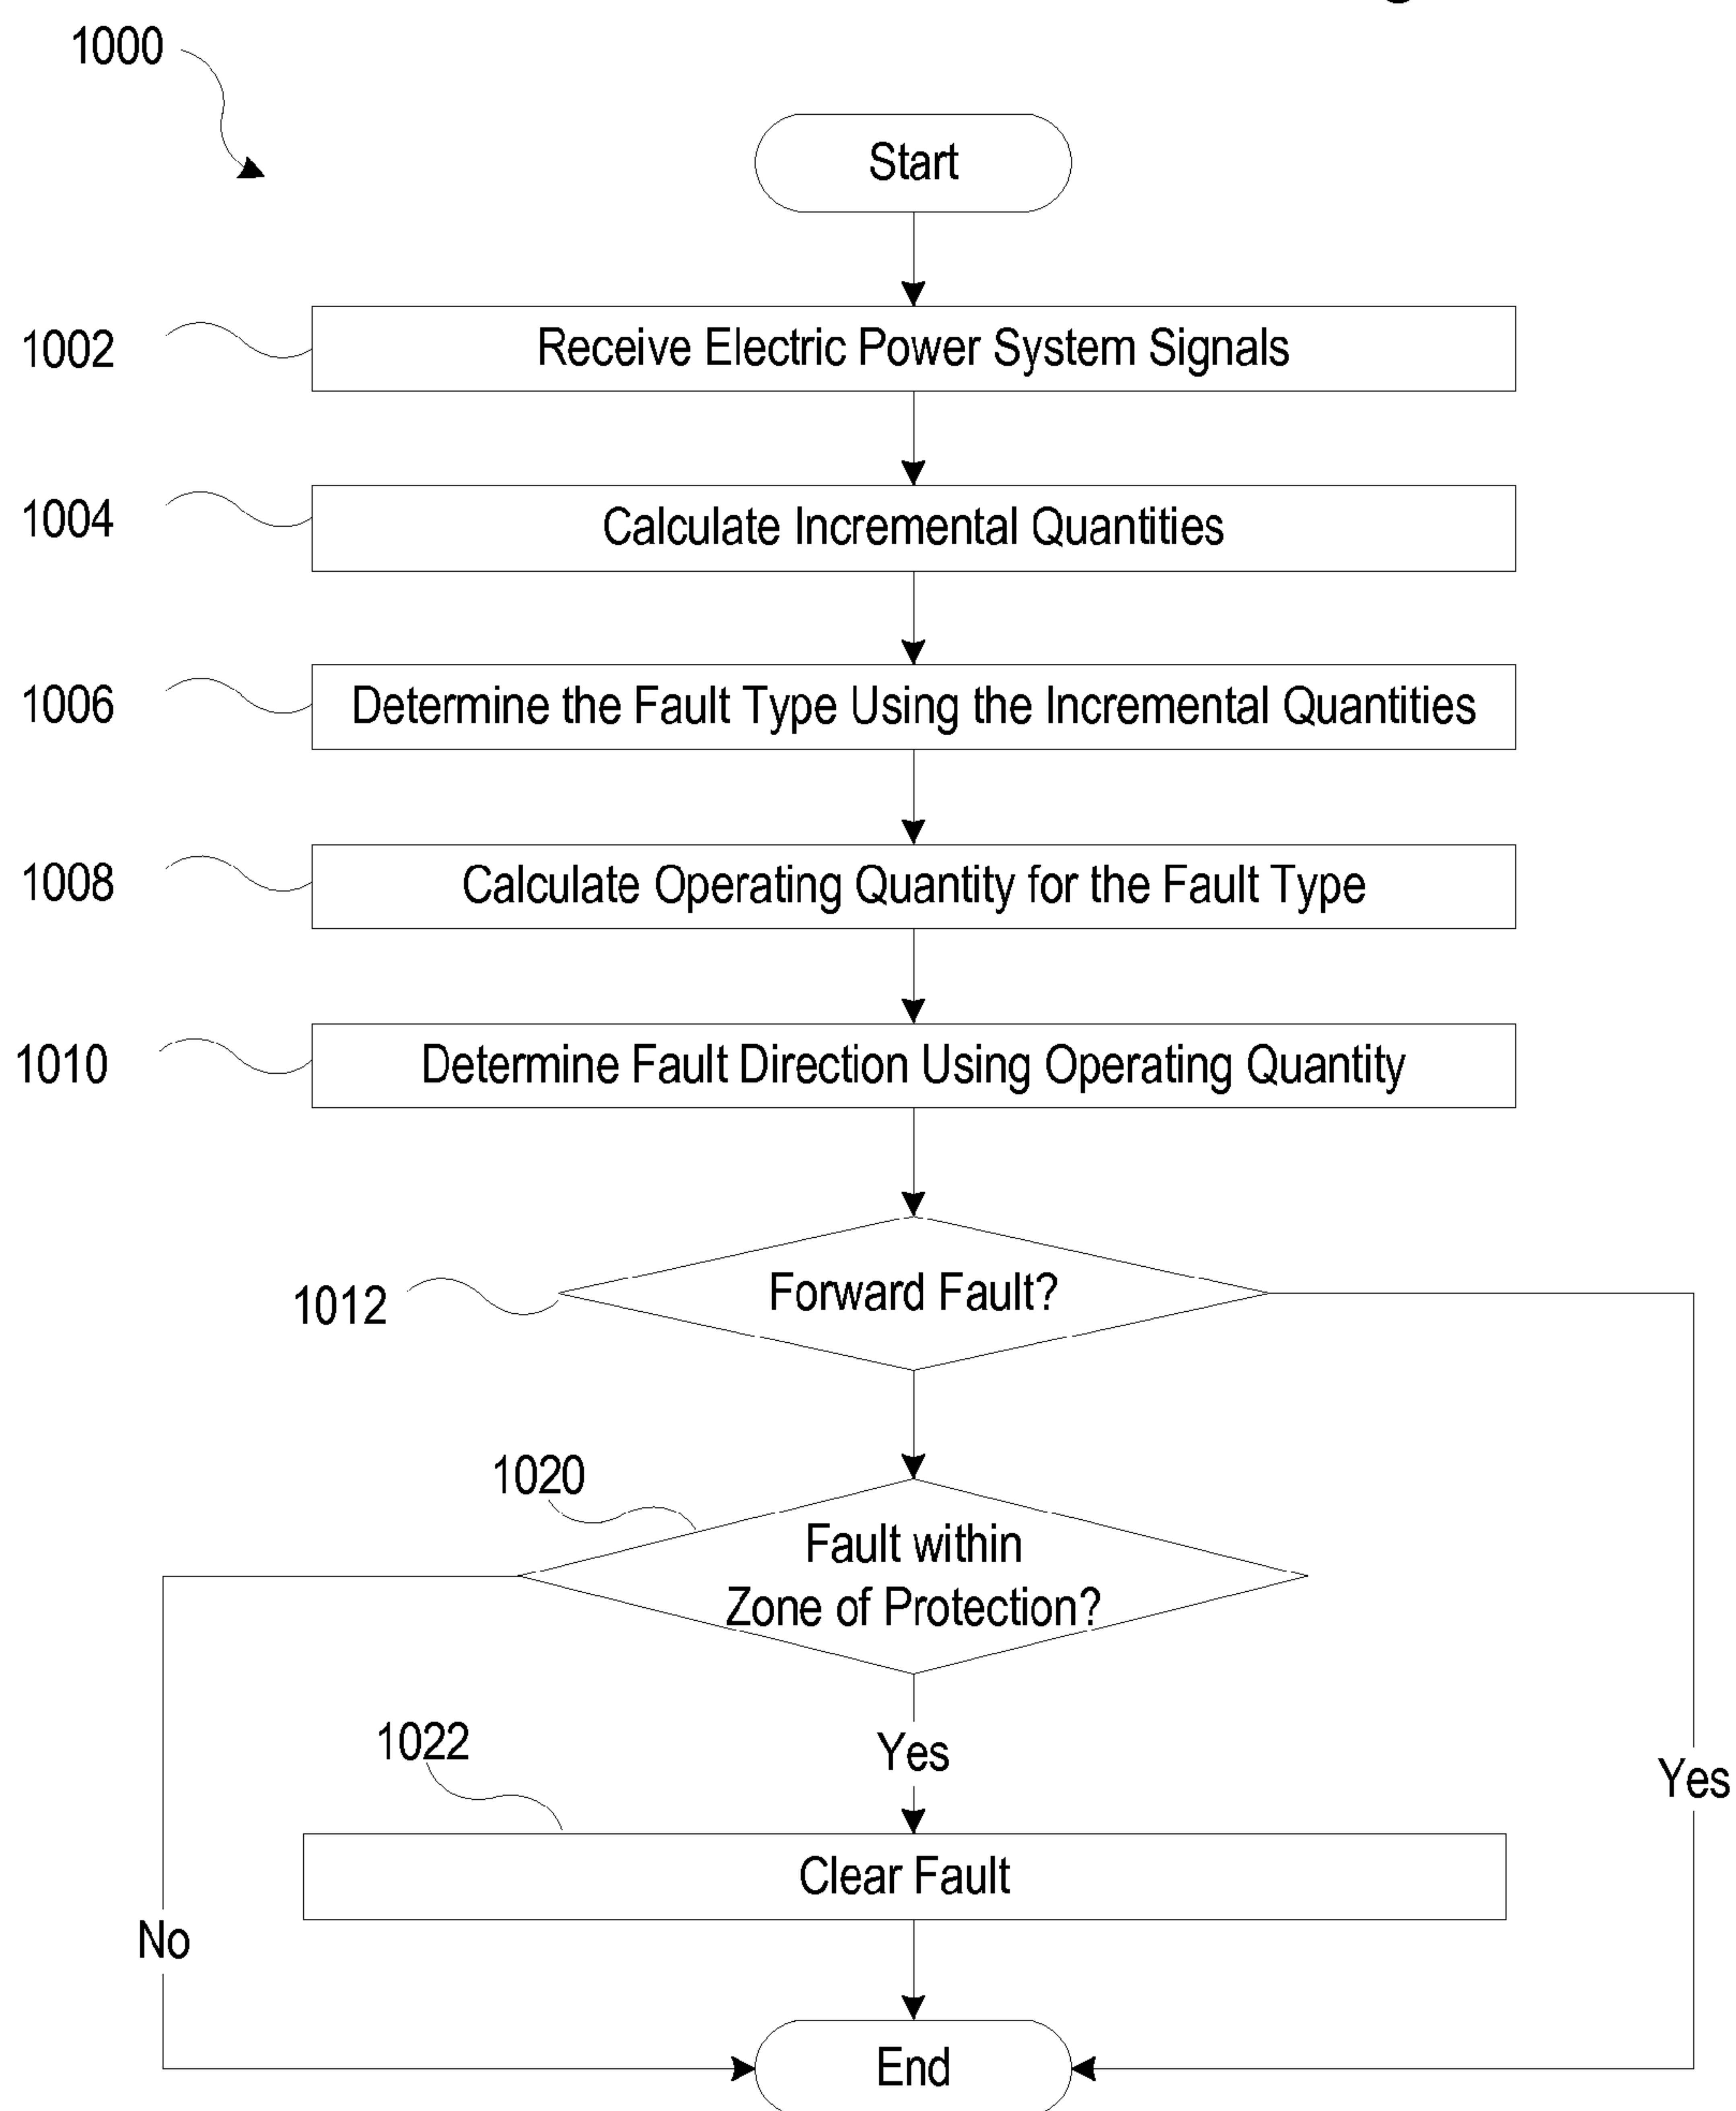 1000
Start
1002
Receive Electric Power System Signals
1004
Calculate Incremental Quantities
1006
Determine the Fault Type Using the Incremental Quantities
1008
Calculate Operating Quantity for the Fault Type
1010
Determine Fault Direction Using Operating Quantity
1012
Forward Fault?
1020
Fault within
Zone of Protection?
1022
Yes
Yes
Clear Fault
No
End